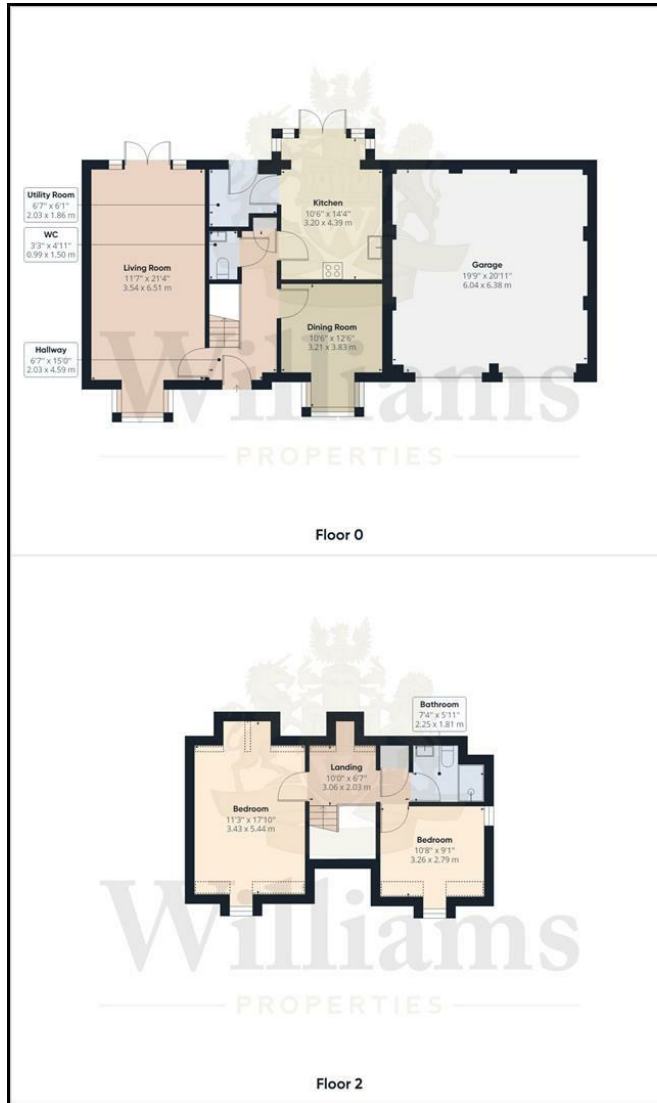 Utility Room
6'7" x 6'1"
2.03 x 1.86 m
WC
3'3" x 4'11"
0.99 x 1.50 m
Living Room
11'7" x 21'4"
3.54 x 6.51 m
Hallway
6'7" x 15'0"
2.03 x 4.59 m
Kitchen
10'6" x 14'4"
3.20 x 4.39 m
Dining Room
10'6" x 12'6"
3.21 x 3.83 m
Garage
19'9" x 20'11"
6.04 x 6.38 m
Williams
PROPERTIES
Floor 0
Bathroom
7'4" x 5'11"
2.25 x 1.81 m
Landing
10'0" x 6'7"
3.06 x 2.03 m
Bedroom
11'3" x 17'10"
3.43 x 5.44 m
Bedroom
10'8" x 9'1"
3.26 x 2.79 m
Williams
PROPERTIES
Floor 2